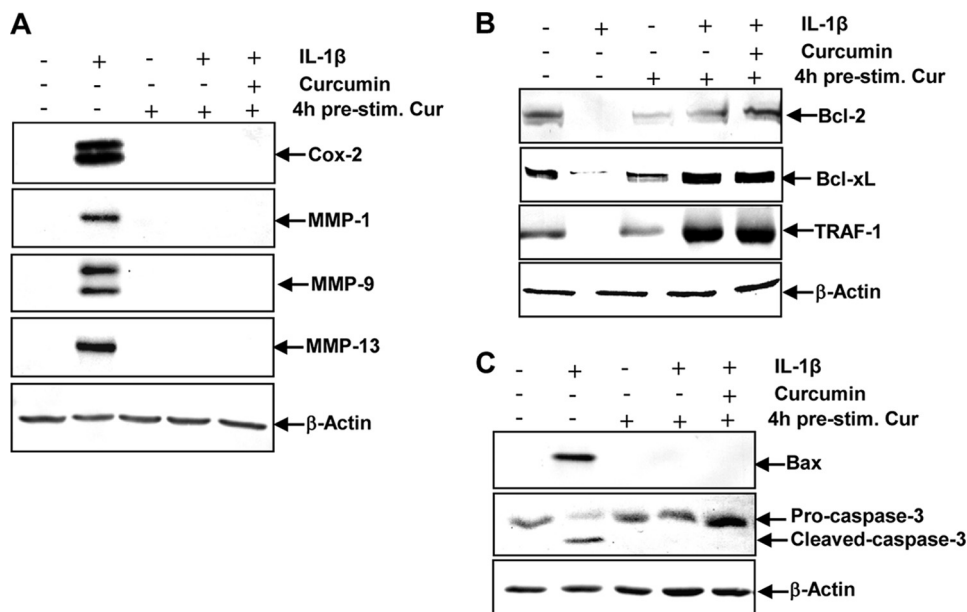 A
- + - + + IL-1β
- - - - + Curcumin
- - + + + 4h pre-stim. Cur
Cox-2
MMP-1
MMP-9
MMP-13
β-Actin
B
- + - + + IL-1β
- - - - + Curcumin
- - + + + 4h pre-stim. Cur
Bcl-2
Bcl-xL
TRAF-1
β-Actin
C
- + - + + IL-1β
- - - - + Curcumin
- - + + + 4h pre-stim. Cur
Bax
Pro-caspase-3
Cleaved-caspase-3
β-Actin